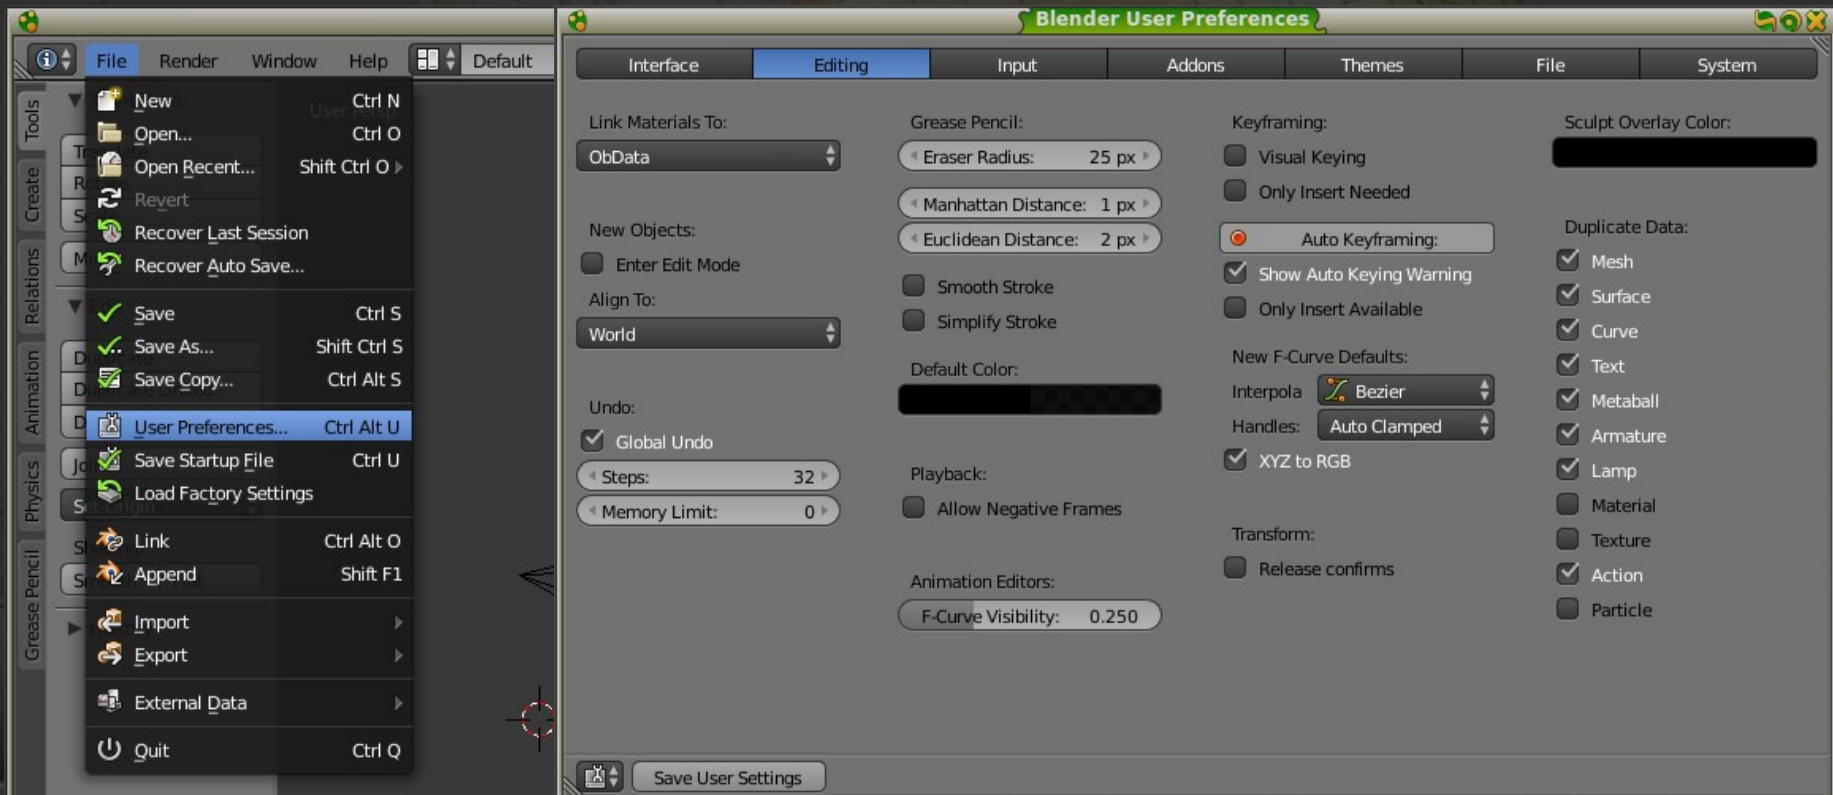 File Render Window Help Default
Tools
Create
Relations
Animation
Physics
Grease Pencil
User Persp
New Ctrl N
Open... Ctrl O
Open Recent... Shift Ctrl O
Revert
Recover Last Session
Recover Auto Save...
Save Ctrl S
Save As... Shift Ctrl S
Save Copy... Ctrl Alt S
User Preferences... Ctrl Alt U
Save Startup File Ctrl U
Load Factory Settings
Link Ctrl Alt O
Append Shift F1
Import
Export
External Data
Quit Ctrl Q
Blender User Preferences
Interface Editing Input Addons Themes File System
Link Materials To:
ObData
New Objects:
Enter Edit Mode
Align To:
World
Undo:
Global Undo
Steps: 32
Memory Limit: 0
Grease Pencil:
Eraser Radius: 25 px
Manhattan Distance: 1 px
Euclidean Distance: 2 px
Smooth Stroke
Simplify Stroke
Default Color:
Playback:
Allow Negative Frames
Animation Editors:
F-Curve Visibility: 0.250
Keyframing:
Visual Keying
Only Insert Needed
Auto Keyframing:
Show Auto Keying Warning
Only Insert Available
New F-Curve Defaults:
Interpola Bezier
Handles: Auto Clamped
XYZ to RGB
Transform:
Release confirms
Sculpt Overlay Color:
Duplicate Data:
Mesh
Surface
Curve
Text
Metaball
Armature
Lamp
Material
Texture
Action
Particle
Save User Settings